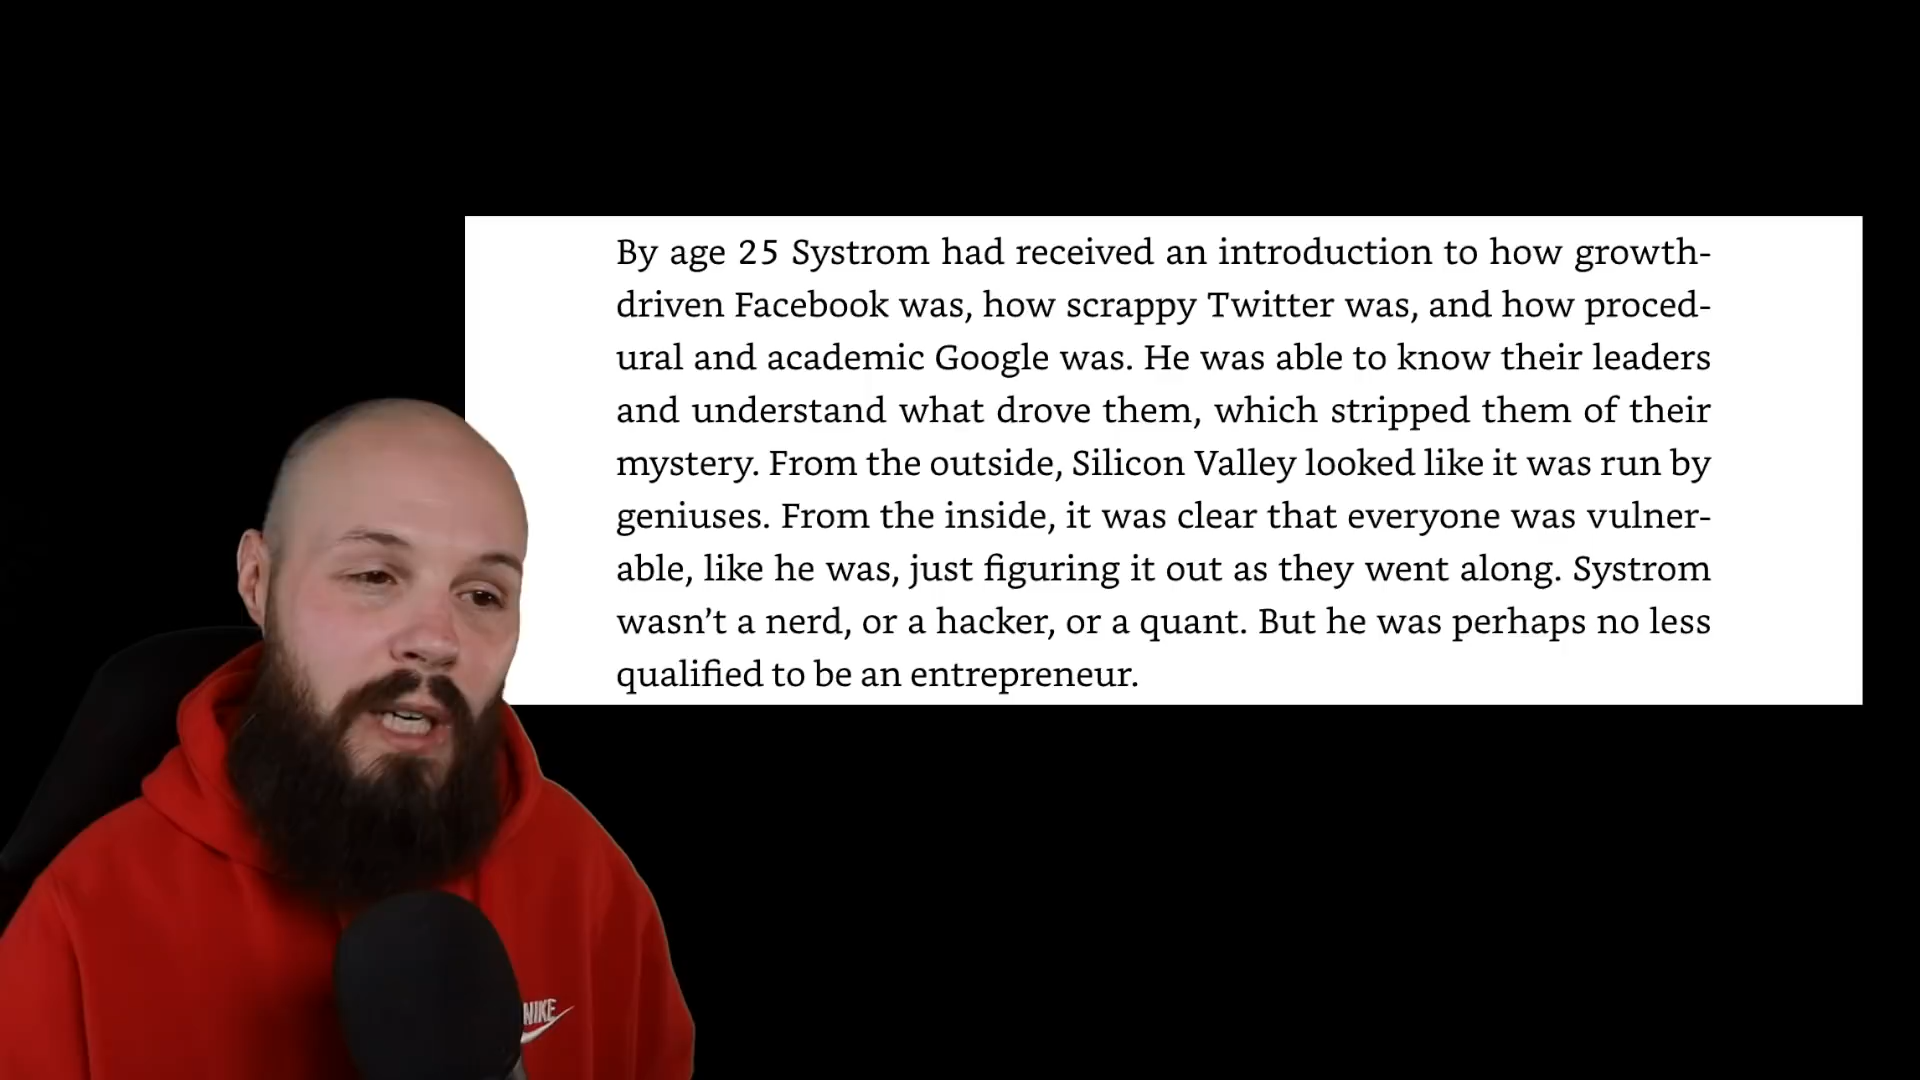 By age 25 Systrom had received an introduction to how growth-
driven Facebook was, how scrappy Twitter was, and how proced-
ural and academic Google was. He was able to know their leaders
and understand what drove them, which stripped them of their
mystery. From the outside, Silicon Valley looked like it was run by
geniuses. From the inside, it was clear that everyone was vulner-
able, like he was, just figuring it out as they went along. Systrom
wasn’t a nerd, or a hacker, or a quant. But he was perhaps no less
qualified to be an entrepreneur.
NIKE